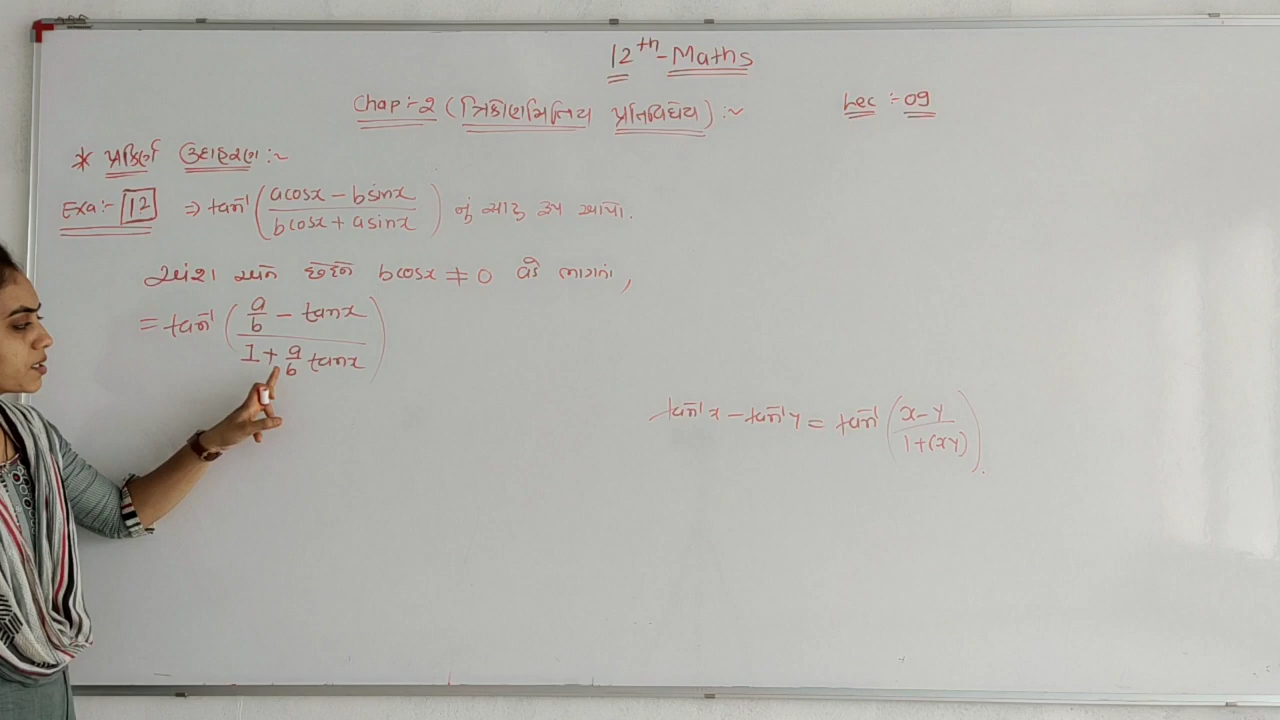 12th - Maths
Chap :- 2 (ત્રિકોણમિતિય પ્રતિવિધેય) :~
Lec :- 09
* પ્રકિર્ણ ઉદાહરણ :~
Exa:- 12 ⇒ tan⁻¹ ( (acosx - bsinx) / (bcosx + asinx) ) નું સાદુ રૂપ આપો.
અંશ અને છેદને bcosx ≠ 0 વડે ભાગતા,
= tan⁻¹ ( (a/b - tanx) / (1 + a/b tanx) )
tan⁻¹x - tan⁻¹y = tan⁻¹ ( (x-y) / (1+(xy)) ).